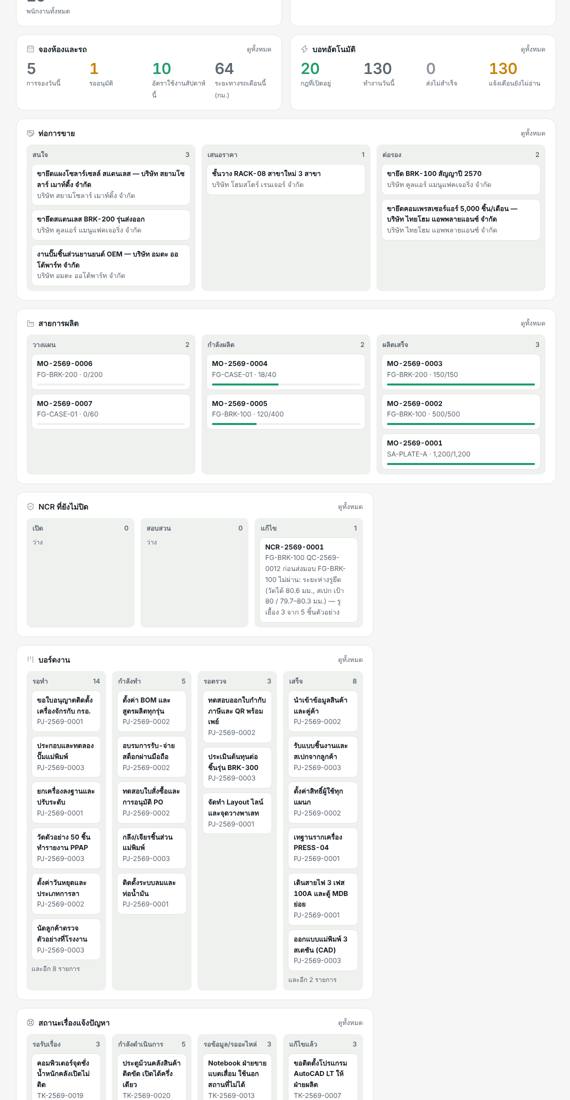 พนักงานทั้งหมด
จองห้องและรถ
ดูทั้งหมด
5
1
10
64
การจองวันนี้
รออนุมัติ
อัตราใช้งานสัปดาห์นี้
ระยะทางรถเดือนนี้ (กม.)
บอทอัตโนมัติ
ดูทั้งหมด
20
130
0
130
กฎที่เปิดอยู่
ทำงานวันนี้
ส่งไม่สำเร็จ
แจ้งเตือนยังไม่อ่าน
ท่อการขาย
ดูทั้งหมด
สนใจ 3
ขายึดแผงโซลาร์เซลล์ สแตนเลส — บริษัท สยามโซ
ลาร์ เมาท์ติ้ง จำกัด
บริษัท สยามโซลาร์ เมาท์ติ้ง จำกัด
ขายึดสแตนเลส BRK-200 รุ่นส่งออก
บริษัท คูลแอร์ แมนูแฟคเจอริ่ง จำกัด
งานปั๊มชิ้นส่วนยานยนต์ OEM — บริษัท อมตะ ออ
โต้พาร์ท จำกัด
บริษัท อมตะ ออโต้พาร์ท จำกัด
เสนอราคา 1
ชั้นวาง RACK-08 สาขาใหม่ 3 สาขา
บริษัท โฮมสโตร์ เรนเจอร์ จำกัด
ต่อรอง 2
ขายึด BRK-100 สัญญาปี 2570
บริษัท คูลแอร์ แมนูแฟคเจอริ่ง จำกัด
ขายึดคอมเพรสเซอร์แอร์ 5,000 ชิ้น/เดือน —
บริษัท ไทยโฮม แอพพลายแอนซ์ จำกัด
บริษัท ไทยโฮม แอพพลายแอนซ์ จำกัด
สายการผลิต
ดูทั้งหมด
วางแผน 2
MO-2569-0006
FG-BRK-200 · 0/200
MO-2569-0007
FG-CASE-01 · 0/60
กำลังผลิต 2
MO-2569-0004
FG-CASE-01 · 18/40
MO-2569-0005
FG-BRK-100 · 120/400
ผลิตเสร็จ 3
MO-2569-0003
FG-BRK-200 · 150/150
MO-2569-0002
FG-BRK-100 · 500/500
MO-2569-0001
SA-PLATE-A · 1,200/1,200
NCR ที่ยังไม่ปิด
ดูทั้งหมด
เปิด 0
ว่าง
สอบสวน 0
ว่าง
แก้ไข 1
NCR-2569-0001
FG-BRK-100 QC-2569-
0012 ก่อนส่งมอบ FG-BRK-
100 ไม่ผ่าน: ระยะห่างรูยึด
(วัดได้ 80.6 มม., สเปก เป้า
80 / 79.7–80.3 มม.) — รู
เยื้อง 3 จาก 5 ชิ้นตัวอย่าง
บอร์ดงาน
ดูทั้งหมด
รอทำ 14
ขอใบอนุญาตติดตั้ง
เครื่องจักรกับ กรอ.
PJ-2569-0001
ประกอบและทดลอง
ปั๊มแม่พิมพ์
PJ-2569-0003
ยกเครื่องลงฐานและ
ปรับระดับ
PJ-2569-0001
วัดตัวอย่าง 50 ชิ้น
ทำรายงาน PPAP
PJ-2569-0003
ตั้งค่าวันหยุดและ
ประเภทการลา
PJ-2569-0002
นัดลูกค้าตรวจ
ตัวอย่างที่โรงงาน
PJ-2569-0003
และอีก 8 รายการ
กำลังทำ 5
ตั้งค่า BOM และ
สูตรผลิตทุกรุ่น
PJ-2569-0002
อบรมการรับ-จ่าย
สต็อกผ่านมือถือ
PJ-2569-0002
ทดสอบใบสั่งซื้อและ
การอนุมัติ PO
PJ-2569-0002
กลึง/เจียรชิ้นส่วน
แม่พิมพ์
PJ-2569-0003
ติดตั้งระบบลมและ
ท่อน้ำมัน
PJ-2569-0001
รอตรวจ 3
ทดสอบออกใบกำกับ
ภาษีและ QR พร้อม
เพย์
PJ-2569-0002
ประเมินต้นทุนต่อ
ชิ้นรุ่น BRK-300
PJ-2569-0003
จัดทำ Layout ไลน์
และจุดวางพาเลท
PJ-2569-0001
เสร็จ 8
นำเข้าข้อมูลสินค้า
และคู่ค้า
PJ-2569-0002
รับแบบชิ้นงานและ
สเปกจากลูกค้า
PJ-2569-0003
ตั้งค่าสิทธิ์ผู้ใช้ทุก
แผนก
PJ-2569-0002
เทฐานรากเครื่อง
PRESS-04
PJ-2569-0001
เดินสายไฟ 3 เฟส
100A และตู้ MDB
ย่อย
PJ-2569-0001
ออกแบบแม่พิมพ์ 3
สเตชัน (CAD)
PJ-2569-0003
และอีก 2 รายการ
สถานะเรื่องแจ้งปัญหา
ดูทั้งหมด
รอรับเรื่อง 3
คอมพิวเตอร์จุดชั่ง
น้ำหนักคลังเปิดไม่
ติด
TK-2569-0019
กำลังดำเนินการ 5
ประตูม้วนคลังสินค้า
ติดขัด เปิดได้ครึ่ง
เดียว
TK-2569-0020
รอข้อมูล/รออะไหล่ 3
Notebook ฝ่ายขาย
แบตเสื่อม ใช้นอก
สถานที่ไม่ได้
TK-2569-0013
แก้ไขแล้ว 3
ขอติดตั้งโปรแกรม
AutoCAD LT ให้
ฝ่ายผลิต
TK-2569-0007